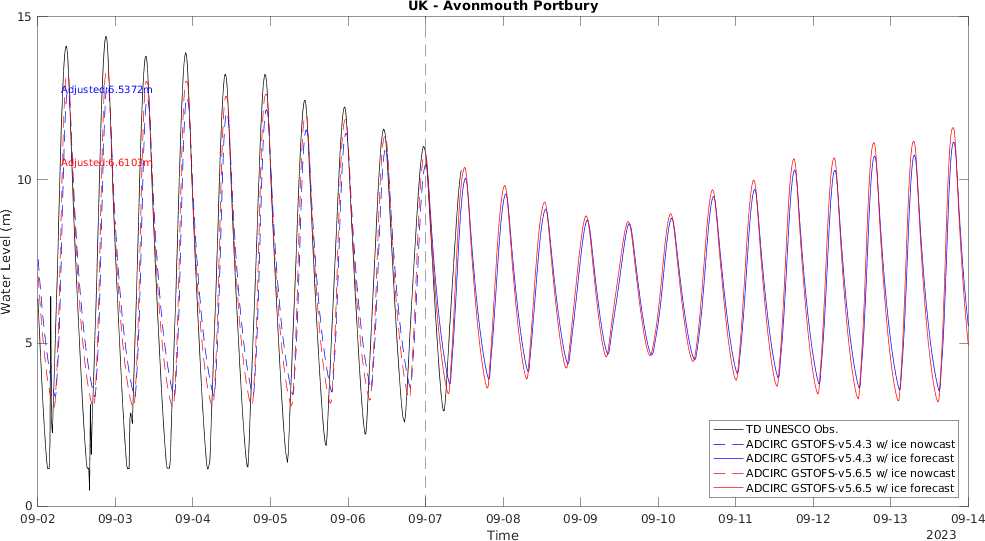 UK - Avonmouth Portbury
15
10
5
0
Water Level (m)
Adjusted:6.5372m
Adjusted:6.6103m
TD UNESCO Obs.
ADCIRC GSTOFS-v5.4.3 w/ ice nowcast
ADCIRC GSTOFS-v5.4.3 w/ ice forecast
ADCIRC GSTOFS-v5.6.5 w/ ice nowcast
ADCIRC GSTOFS-v5.6.5 w/ ice forecast
09-02 09-03 09-04 09-05 09-06 09-07 09-08 09-09 09-10 09-11 09-12 09-13 09-14
Time
2023